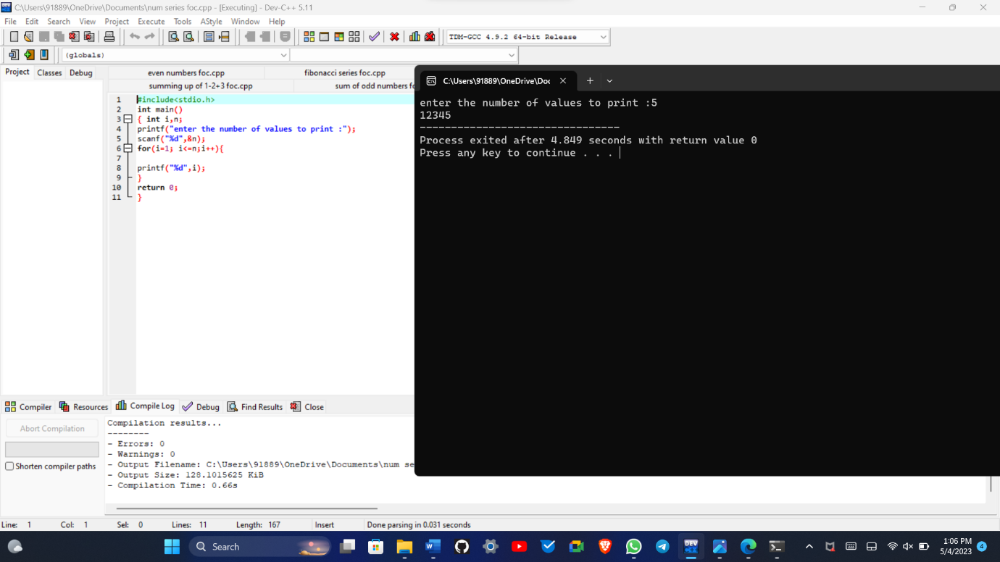 C:\Users\91889\OneDrive\Documents\num series foc.cpp - [Executing] - Dev-C++ 5.11
File Edit Search View Project Execute Tools AStyle Window Help
TDM-GCC 4.9.2 64-bit Release
(globals)
Project Classes Debug
even numbers foc.cpp fibonacci series foc.cpp
summing up of 1-2+3 foc.cpp sum of odd numbers fo
C:\Users\91889\OneDrive\Doc
1 #include<stdio.h>
2 int main()
3 { int i,n;
4 printf("enter the number of values to print :");
5 scanf("%d",&n);
6 for(i=1; i<=n;i++){
7
8 printf("%d",i);
9 }
10 return 0;
11 }
enter the number of values to print :5
12345
--------------------------------
Process exited after 4.849 seconds with return value 0
Press any key to continue . . .
Compiler Resources Compile Log Debug Find Results Close
Abort Compilation
Shorten compiler paths
Compilation results...
--------
- Errors: 0
- Warnings: 0
- Output Filename: C:\Users\91889\OneDrive\Documents\num se
- Output Size: 128.1015625 KiB
- Compilation Time: 0.66s
Line: 1 Col: 1 Sel: 0 Lines: 11 Length: 167 Insert Done parsing in 0.031 seconds
Search
DEV
1:06 PM
5/4/2023
4